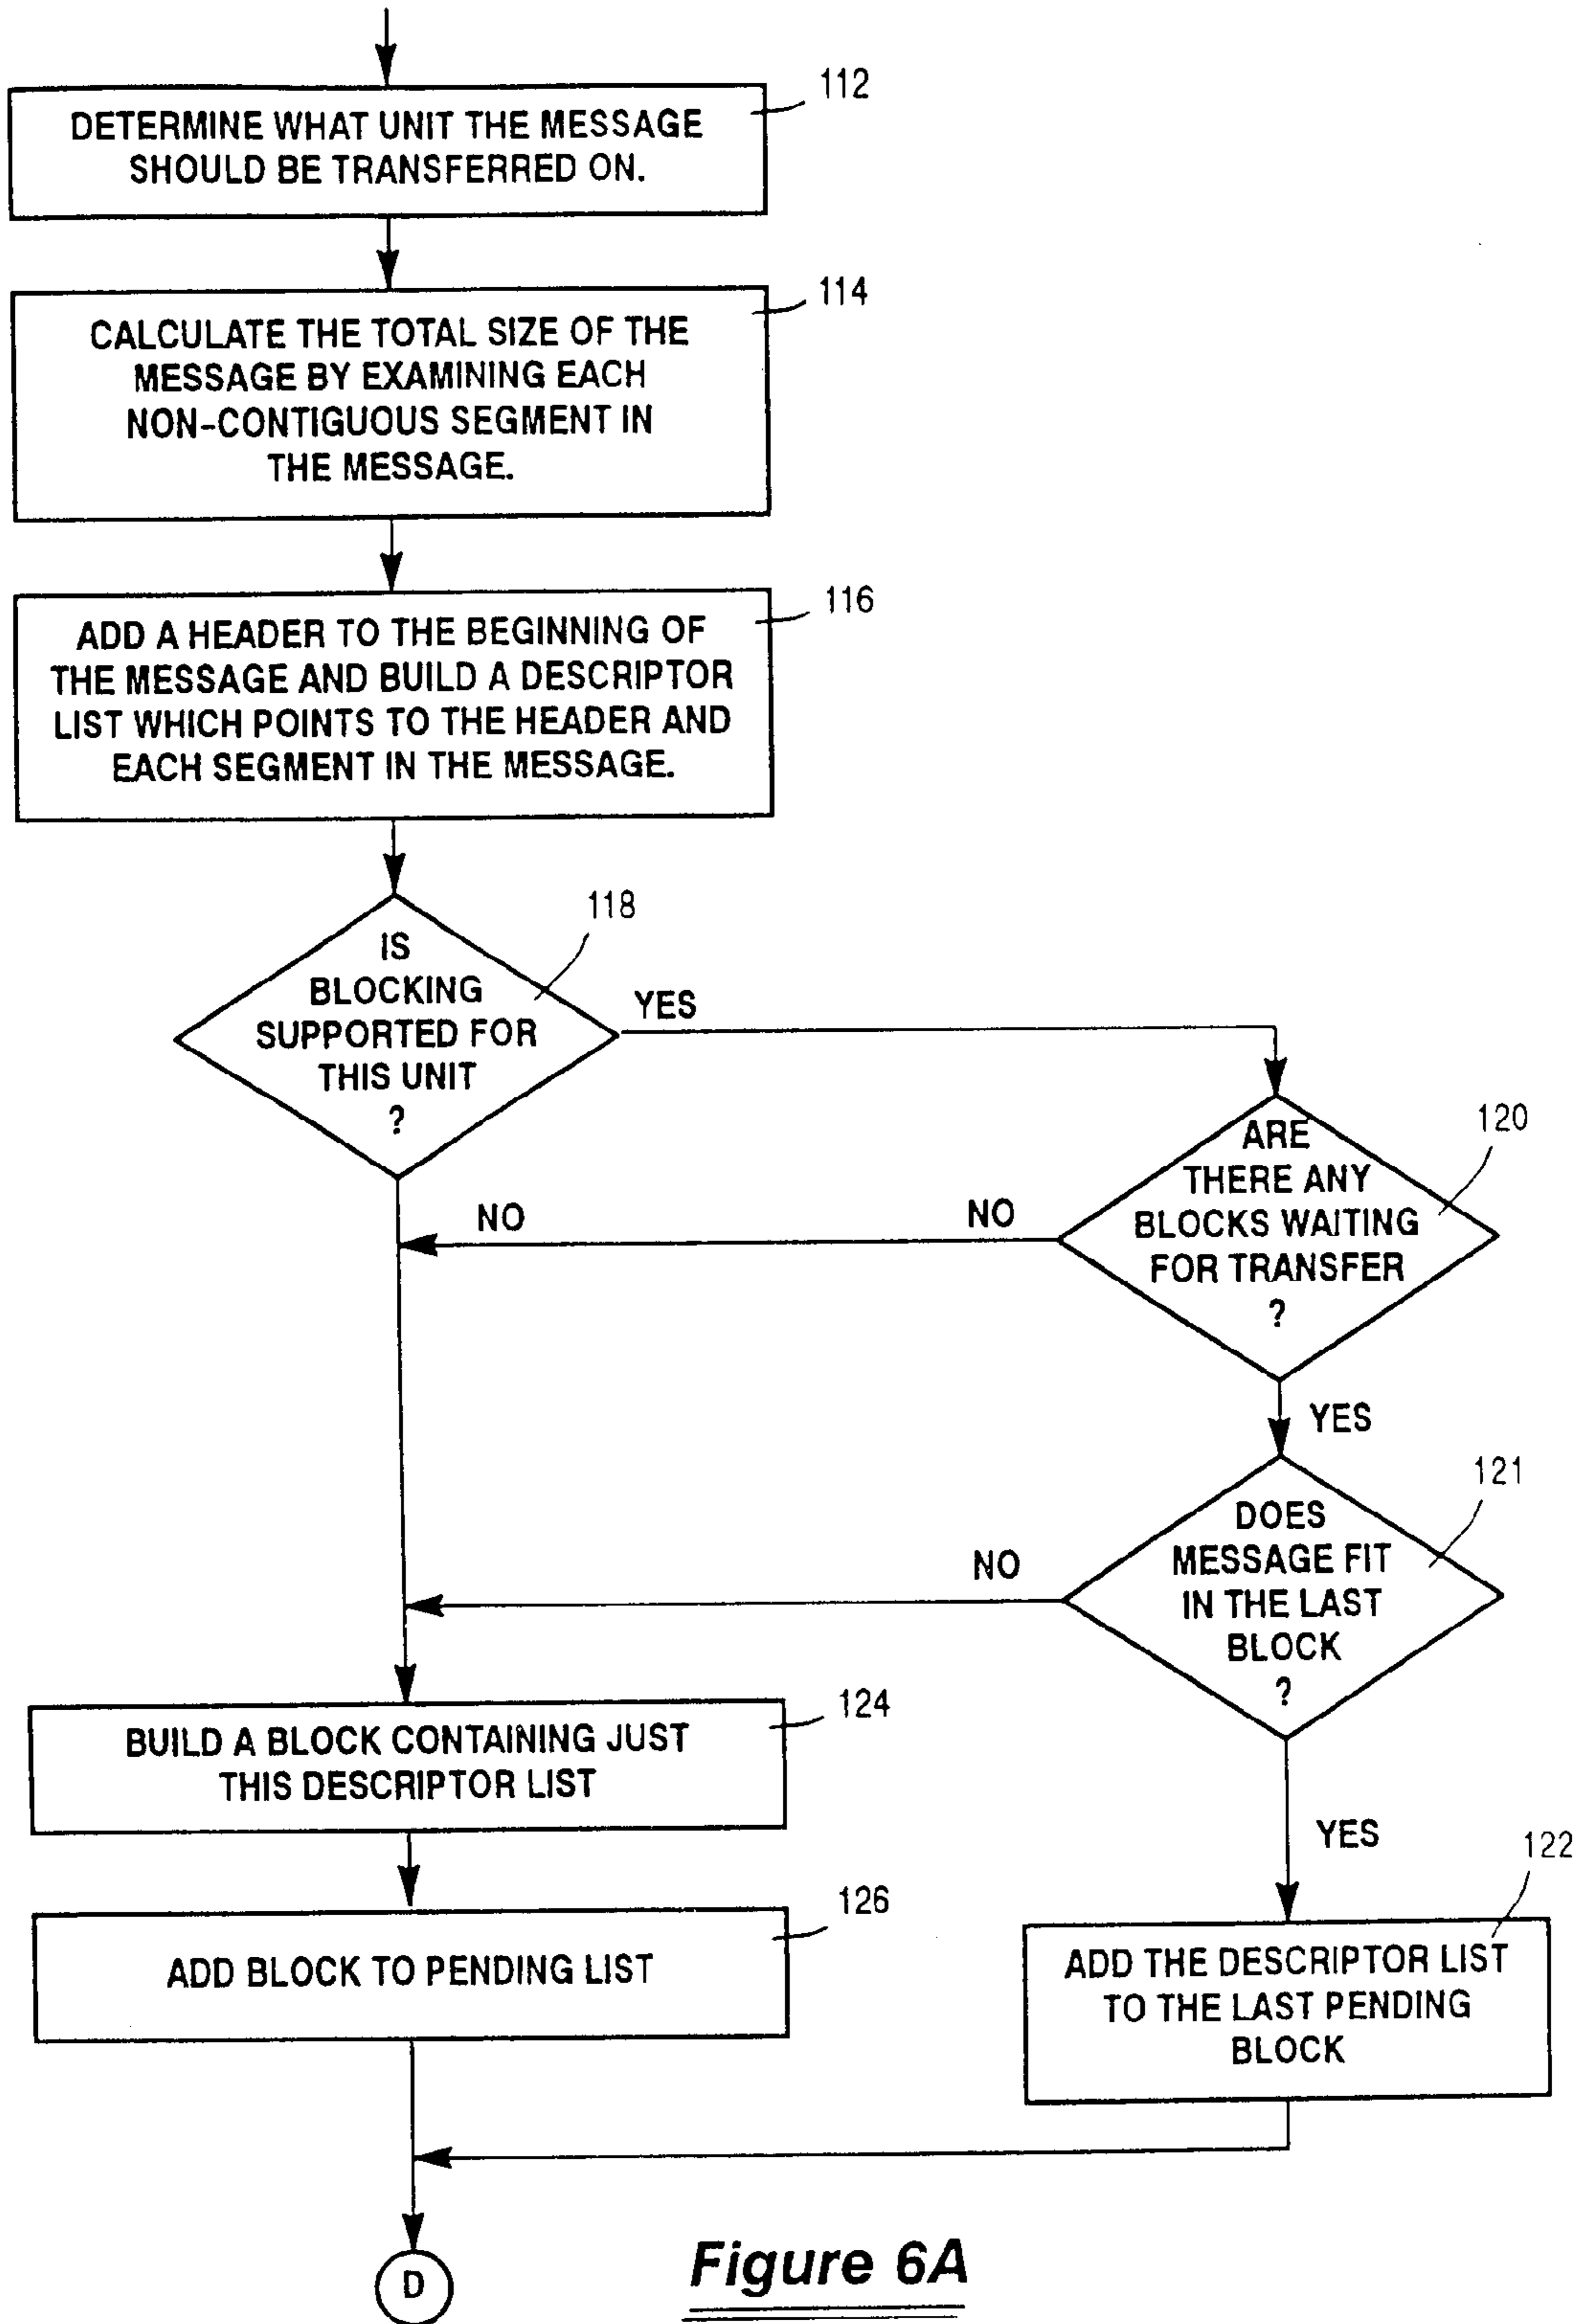 112
DETERMINE WHAT UNIT THE MESSAGE
SHOULD BE TRANSFERRED ON.
114
CALCULATE THE TOTAL SIZE OF THE
MESSAGE BY EXAMINING EACH
NON-CONTIGUOUS SEGMENT IN
THE MESSAGE.
116
ADD A HEADER TO THE BEGINNING OF
THE MESSAGE AND BUILD A DESCRIPTOR
LIST WHICH POINTS TO THE HEADER AND
EACH SEGMENT IN THE MESSAGE.
118
IS
BLOCKING
SUPPORTED FOR
THIS UNIT
?
YES
NO
120
ARE
THERE ANY
BLOCKS WAITING
FOR TRANSFER
?
NO
YES
121
DOES
MESSAGE FIT
IN THE LAST
BLOCK
?
NO
YES
124
BUILD A BLOCK CONTAINING JUST
THIS DESCRIPTOR LIST
126
ADD BLOCK TO PENDING LIST
122
ADD THE DESCRIPTOR LIST
TO THE LAST PENDING
BLOCK
D
Figure 6A